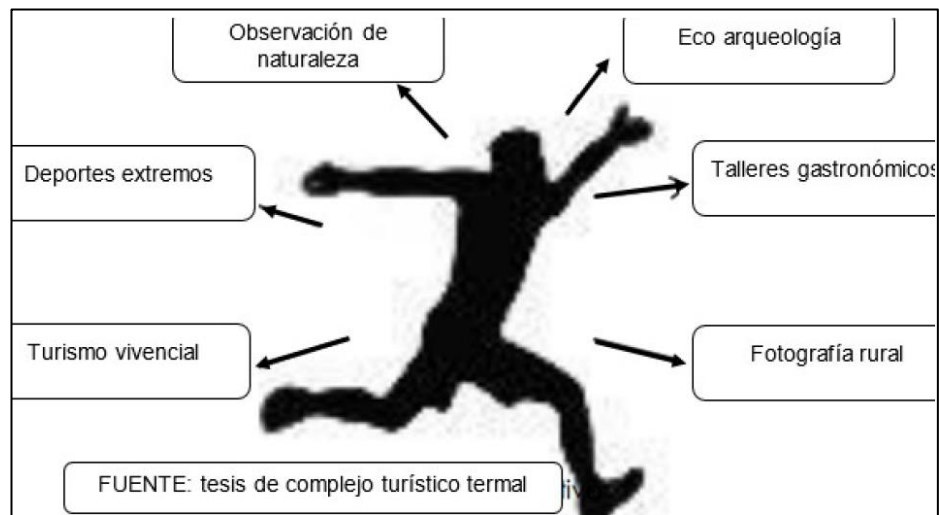 Observación de
naturaleza
Eco arqueología
Deportes extremos
Talleres gastronómicos
Turismo vivencial
Fotografía rural
FUENTE: tesis de complejo turístico termal